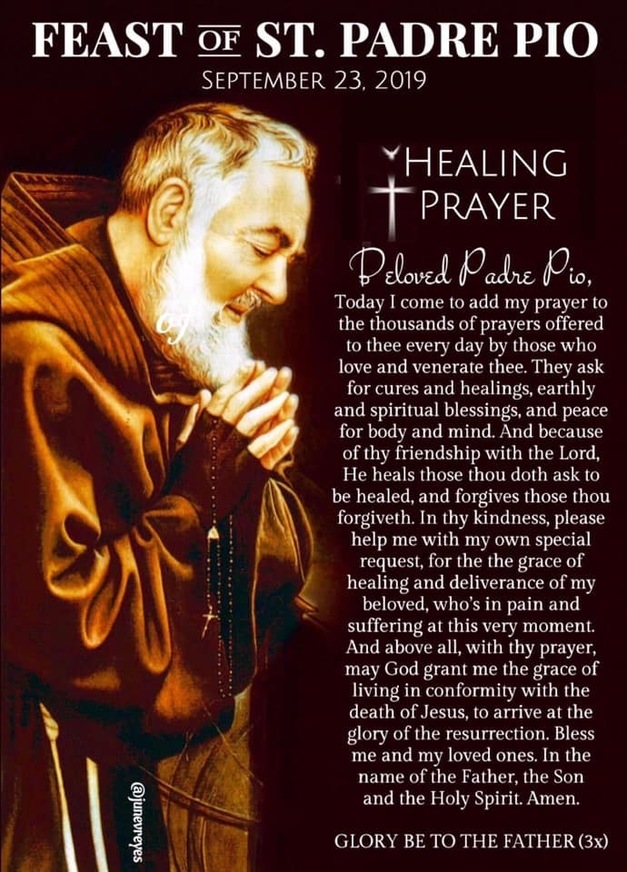 FEAST OF ST. PADRE PIO
SEPTEMBER 23, 2019
HEALING
PRAYER
Beloved Padre Pio,
Today I come to add my prayer to
the thousands of prayers offered
to thee every day by those who
love and venerate thee. They ask
for cures and healings, earthly
and spiritual blessings, and peace
for body and mind. And because
of thy friendship with the Lord,
He heals those thou doth ask to
be healed, and forgives those thou
forgiveth. In thy kindness, please
help me with my own special
request, for the the grace of
healing and deliverance of my
beloved, who's in pain and
suffering at this very moment.
And above all, with thy prayer,
may God grant me the grace of
living in conformity with the
death of Jesus, to arrive at the
glory of the resurrection. Bless
me and my loved ones. In the
name of the Father, the Son
and the Holy Spirit. Amen.
GLORY BE TO THE FATHER (3x)
of
@junevreyes